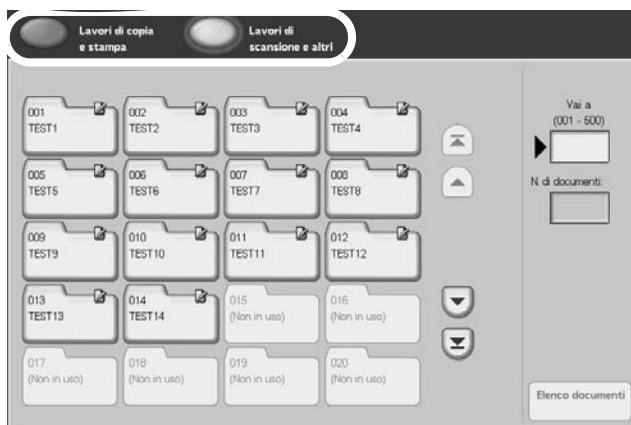 Lavori di copia
e stampa
Lavori di
scansione e altri
001
TEST1
002
TEST2
003
TEST3
004
TEST4
005
TEST5
006
TEST6
007
TEST7
008
TEST8
009
TEST9
010
TEST10
011
TEST11
012
TEST12
013
TEST13
014
TEST14
015
(Non in uso)
016
(Non in uso)
017
(Non in uso)
018
(Non in uso)
019
(Non in uso)
020
(Non in uso)
Vai a
(001 - 500)
N. di documenti:
Elenco documenti